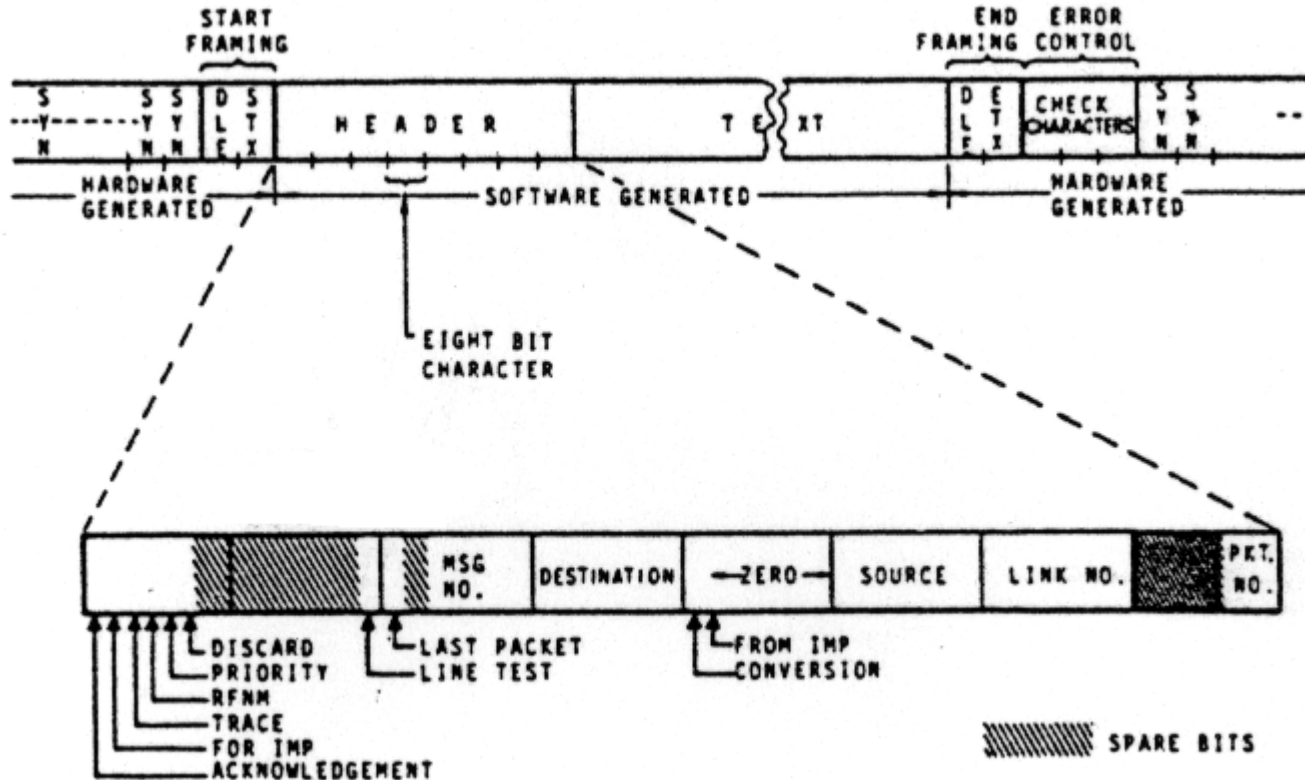 START
FRAMING
END ERROR
FRAMING CONTROL
SYN SYN SYN DLE STX HEADER TEXT DLE ETX CHECK CHARACTERS SYN SYN
HARDWARE
GENERATED
SOFTWARE GENERATED
HARDWARE
GENERATED
EIGHT BIT
CHARACTER
MSG
NO.
DESTINATION
ZERO
SOURCE
LINK NO.
PKT.
NO.
DISCARD
PRIORITY
RFNM
TRACE
FOR IMP
ACKNOWLEDGEMENT
LAST PACKET
LINE TEST
FROM IMP
CONVERSION
SPARE BITS